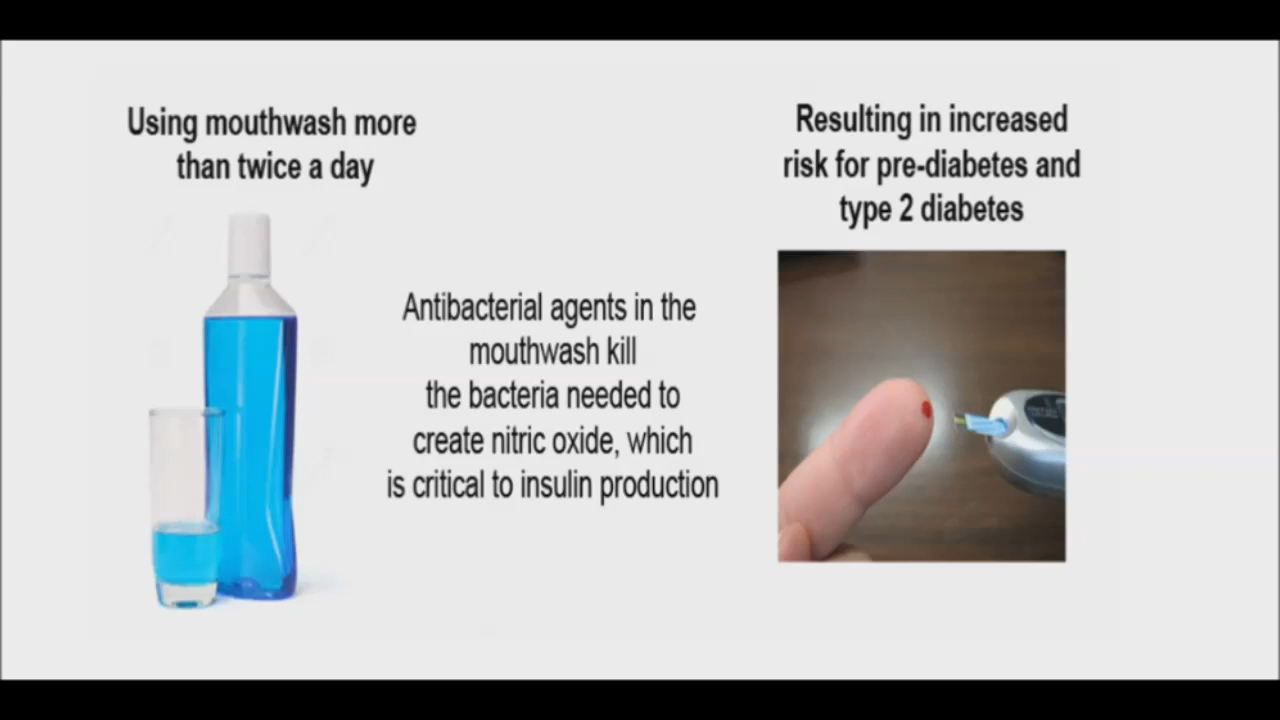 Using mouthwash more
than twice a day
Antibacterial agents in the
mouthwash kill
the bacteria needed to
create nitric oxide, which
is critical to insulin production
Resulting in increased
risk for pre-diabetes and
type 2 diabetes